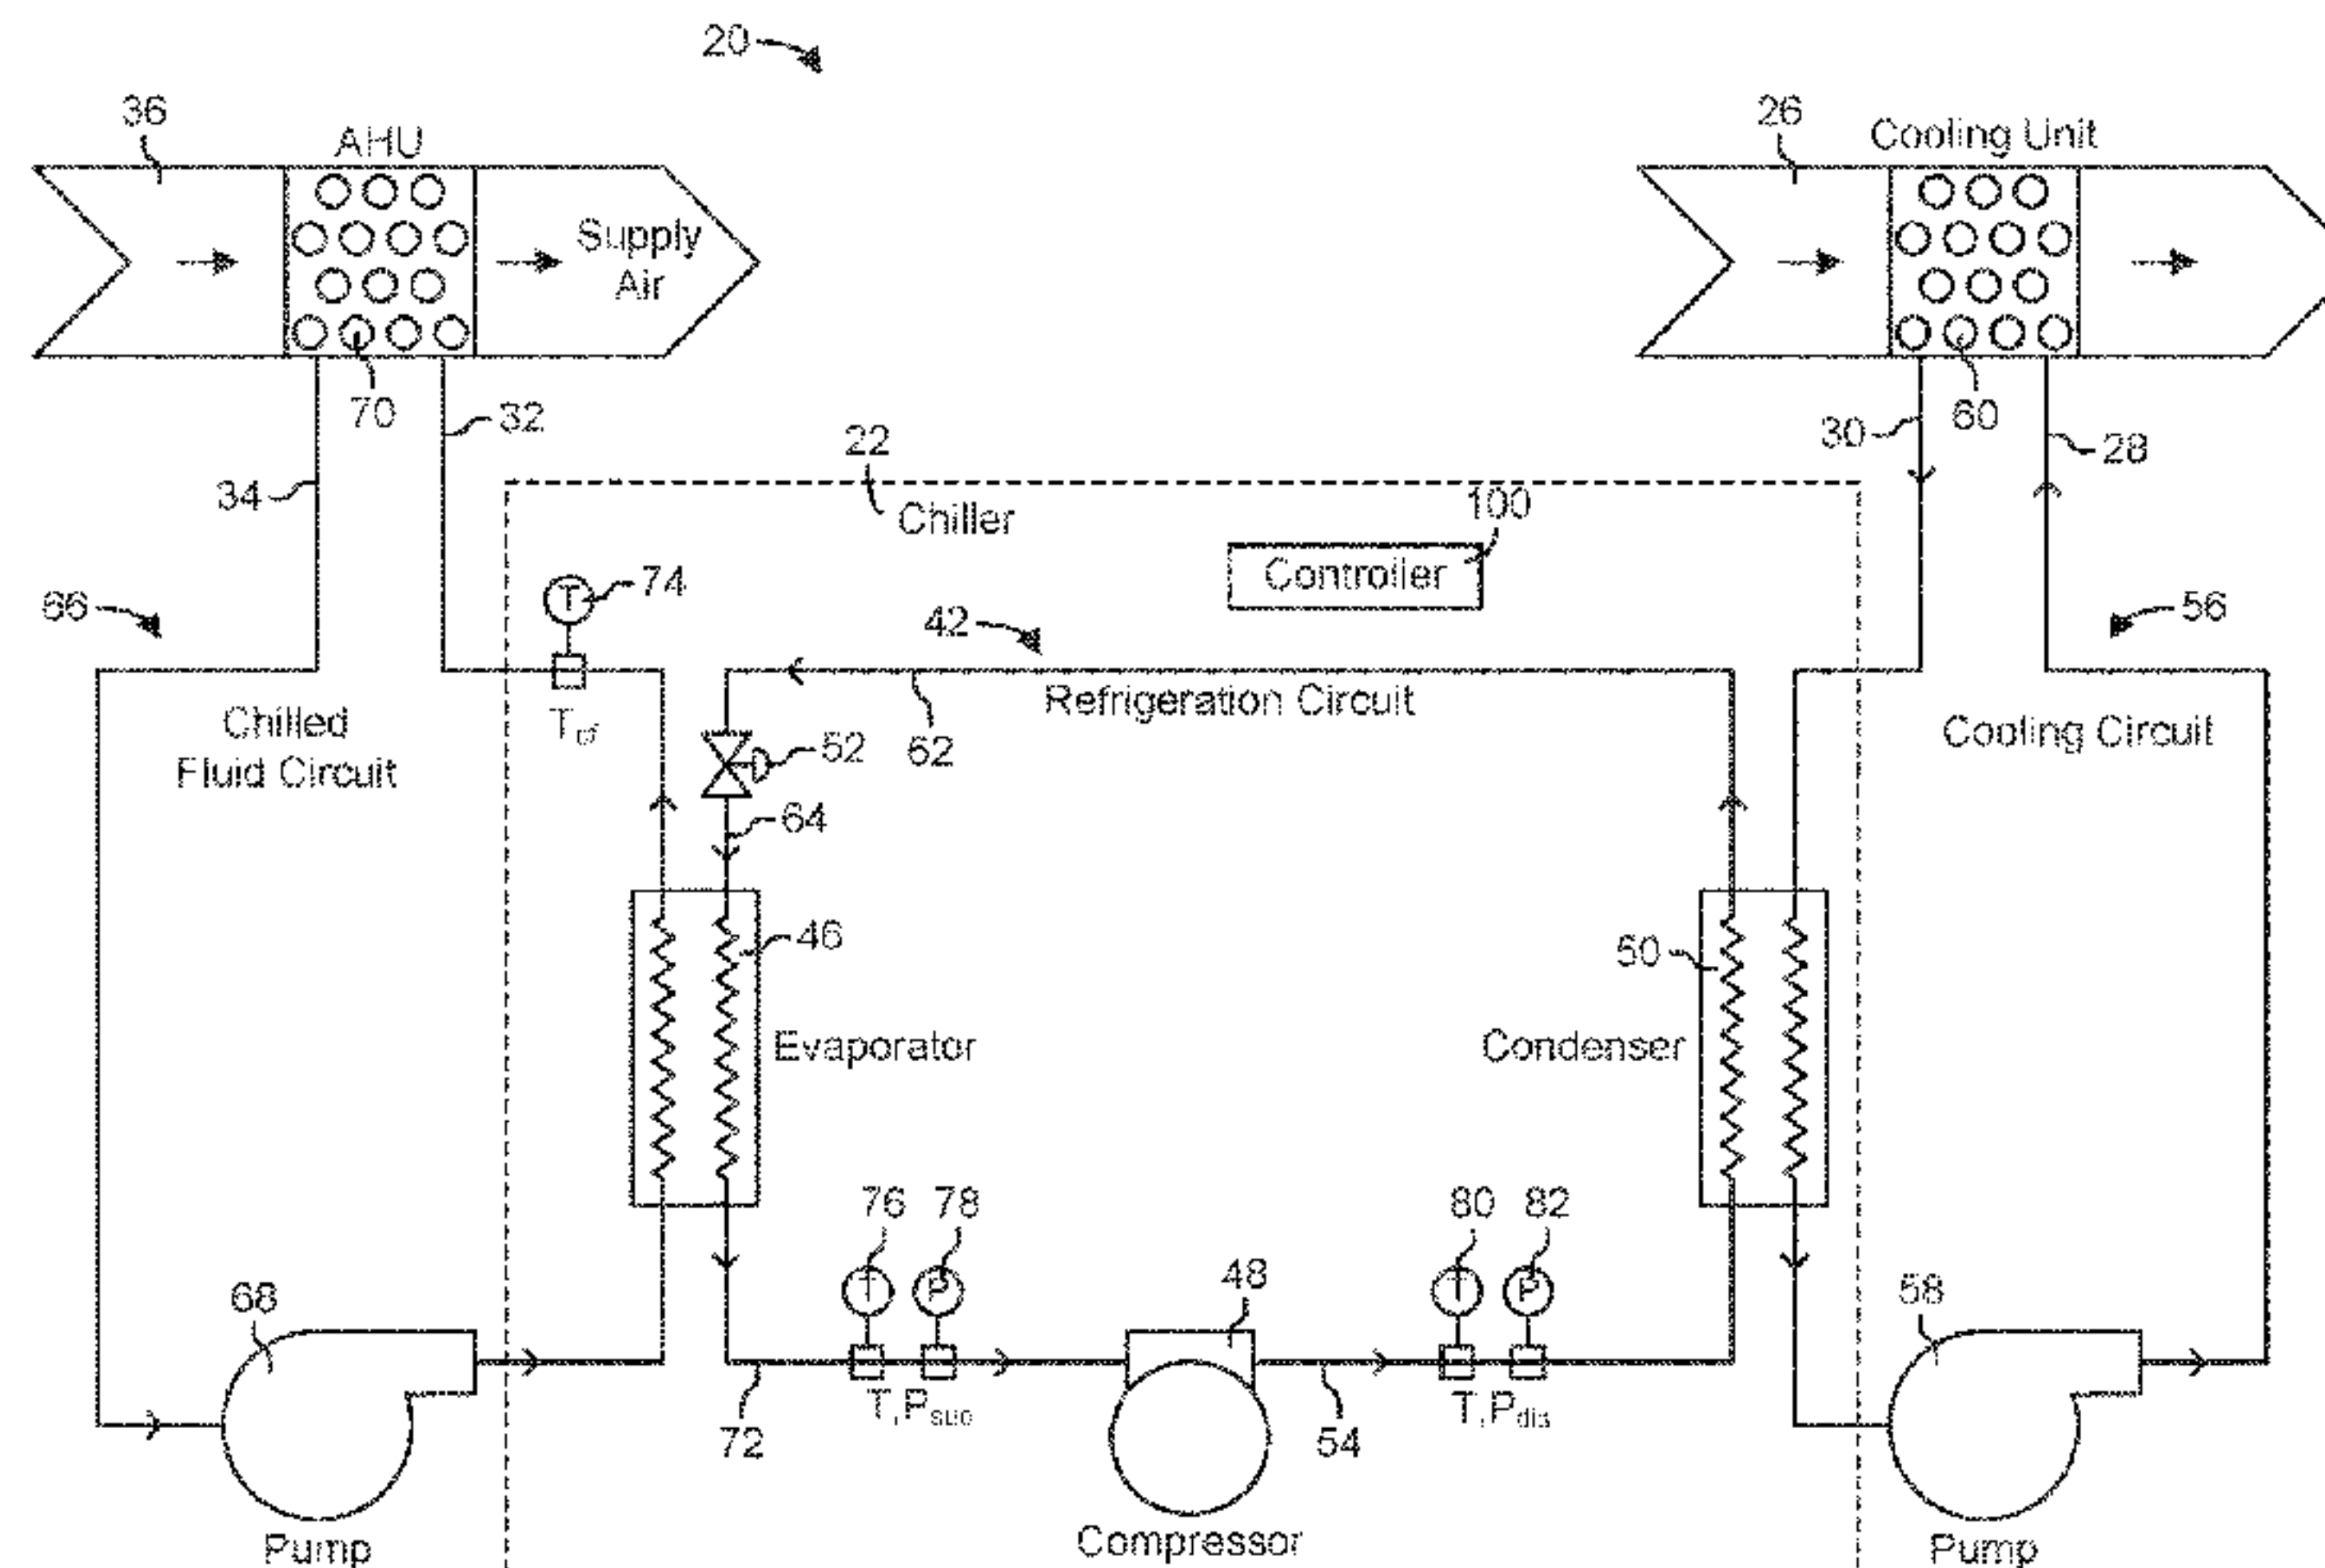 20
36
AHU
26
Cooling Unit
Supply
Air
70
32
34
60
30
28
22
Chiller
100
Controller
66
T
74
42
56
Chilled
Fluid Circuit
T
62
Refrigeration Circuit
Cooling Circuit
52
64
46
50
Evaporator
Condenser
76
78
80
82
T
P
T
P
48
68
58
72
T,Psuc
54
T,Pdis
Pump
Compressor
Pump